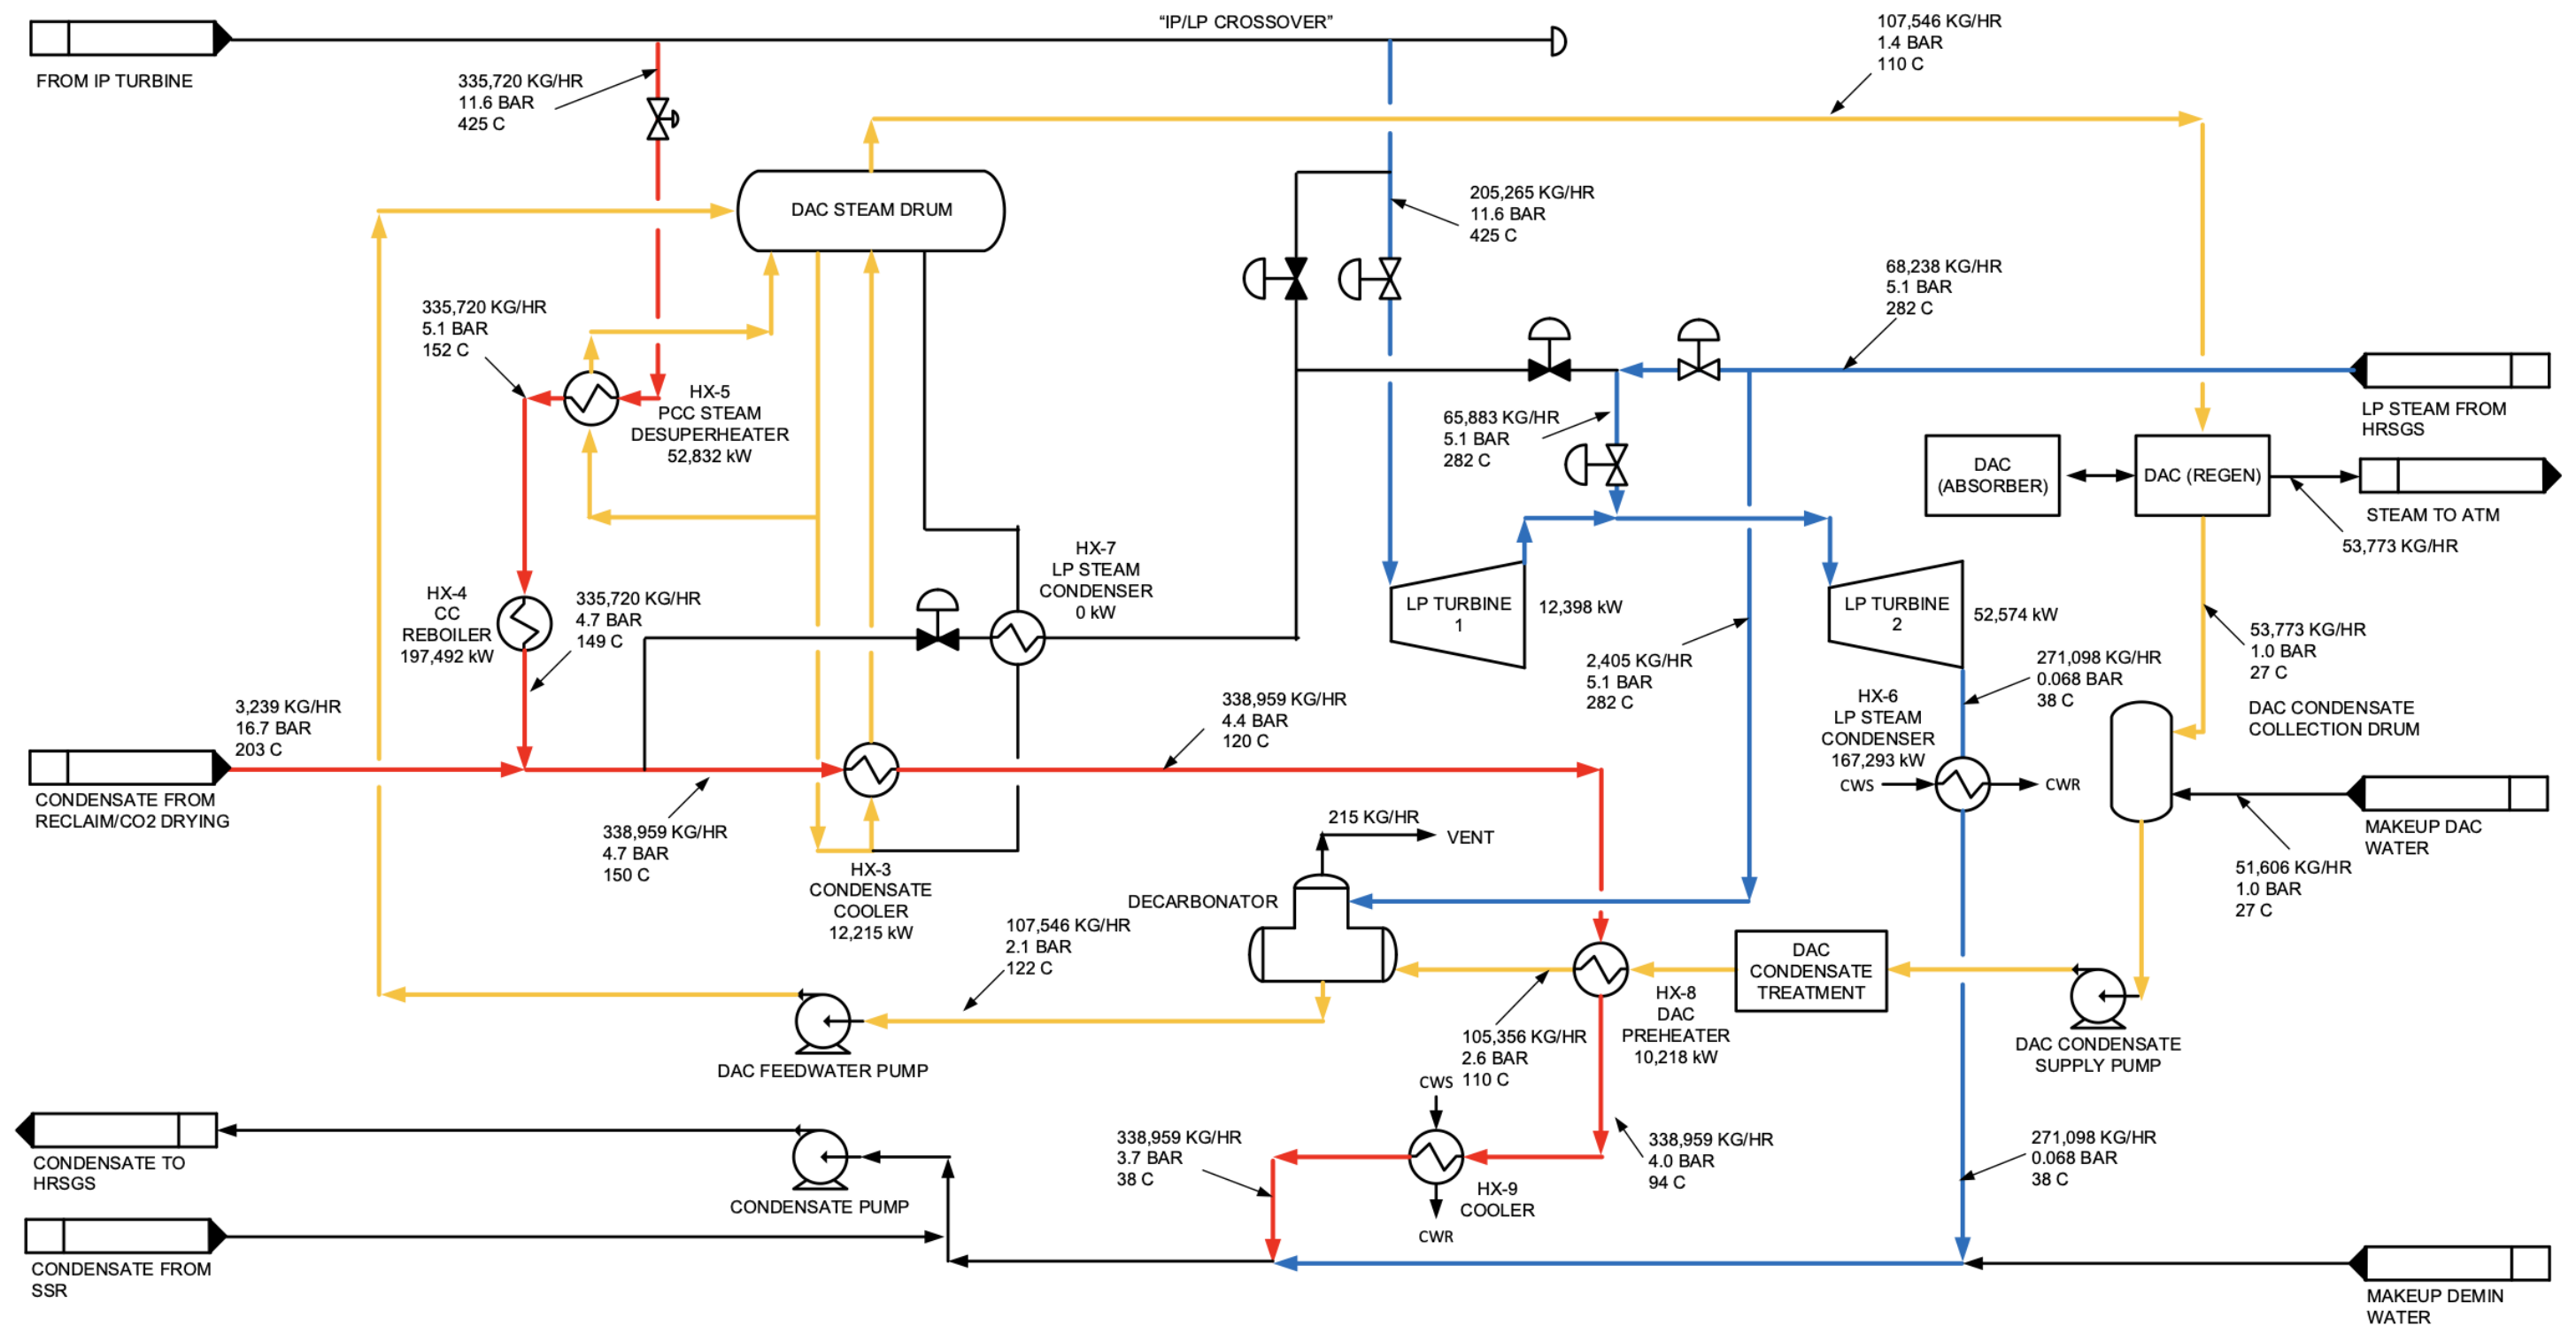 "IP/LP CROSSOVER"
107,546 KG/HR
1.4 BAR
110 C
FROM IP TURBINE
335,720 KG/HR
11.6 BAR
425 C
DAC STEAM DRUM
205,265 KG/HR
11.6 BAR
425 C
68,238 KG/HR
5.1 BAR
282 C
335,720 KG/HR
5.1 BAR
152 C
HX-5
PCC STEAM
DESUPERHEATER
52,832 kW
65,883 KG/HR
5.1 BAR
282 C
LP STEAM FROM
HRSGS
DAC
(ABSORBER)
DAC (REGEN)
STEAM TO ATM
53,773 KG/HR
HX-7
LP STEAM
CONDENSER
0 kW
HX-4
CC
REBOILER
197,492 kW
335,720 KG/HR
4.7 BAR
149 C
LP TURBINE
1
12,398 kW
LP TURBINE
2
52,574 kW
53,773 KG/HR
1.0 BAR
27 C
2,405 KG/HR
5.1 BAR
282 C
271,098 KG/HR
0.068 BAR
38 C
HX-6
LP STEAM
CONDENSER
167,293 kW
CWS
CWR
DAC CONDENSATE
COLLECTION DRUM
3,239 KG/HR
16.7 BAR
203 C
338,959 KG/HR
4.4 BAR
120 C
CONDENSATE FROM
RECLAIM/CO2 DRYING
338,959 KG/HR
4.7 BAR
150 C
HX-3
CONDENSATE
COOLER
12,215 kW
215 KG/HR
VENT
DECARBONATOR
MAKEUP DAC
WATER
51,606 KG/HR
1.0 BAR
27 C
107,546 KG/HR
2.1 BAR
122 C
DAC
CONDENSATE
TREATMENT
HX-8
DAC
PREHEATER
10,218 kW
105,356 KG/HR
2.6 BAR
110 C
DAC CONDENSATE
SUPPLY PUMP
DAC FEEDWATER PUMP
CWS
CWR
HX-9
COOLER
338,959 KG/HR
3.7 BAR
38 C
338,959 KG/HR
4.0 BAR
94 C
271,098 KG/HR
0.068 BAR
38 C
CONDENSATE TO
HRSGS
CONDENSATE PUMP
CONDENSATE FROM
SSR
MAKEUP DEMIN
WATER